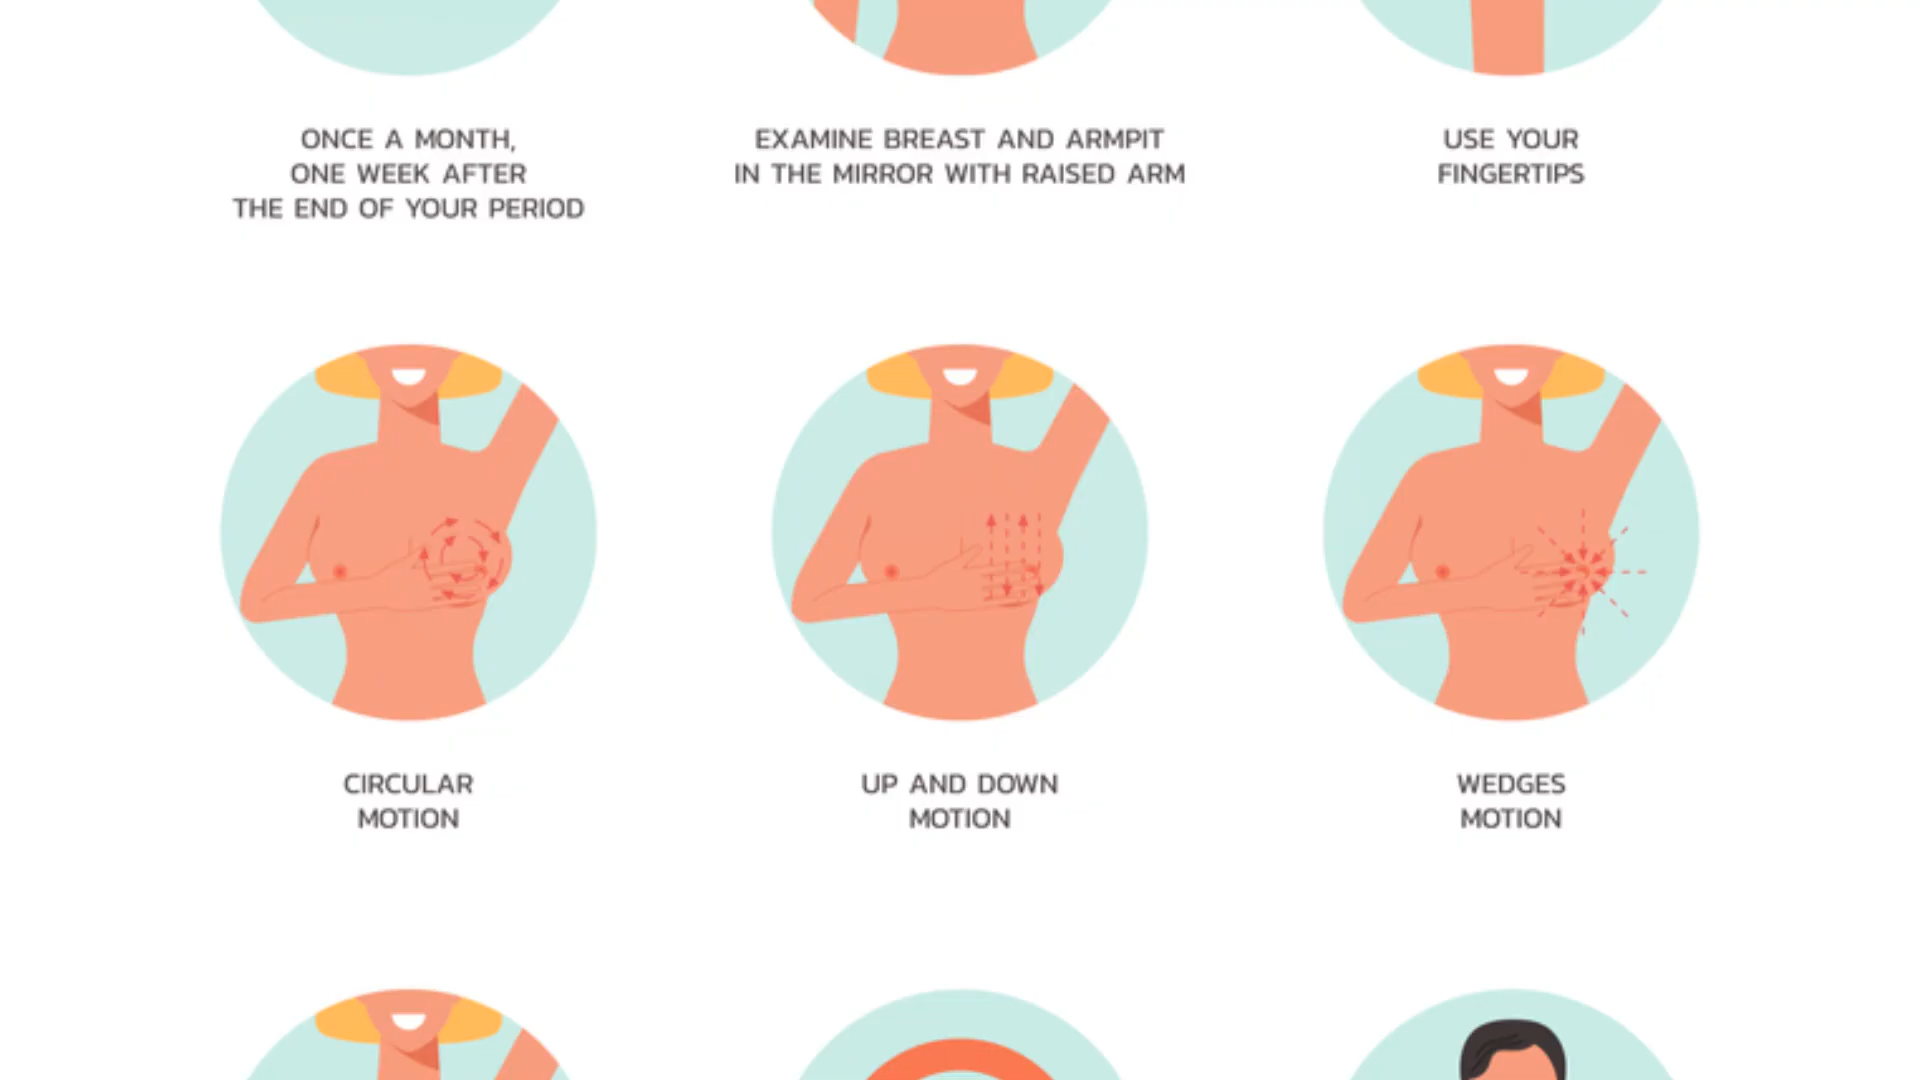 ONCE A MONTH,
ONE WEEK AFTER
THE END OF YOUR PERIOD
EXAMINE BREAST AND ARMPIT
IN THE MIRROR WITH RAISED ARM
USE YOUR
FINGERTIPS
CIRCULAR
MOTION
UP AND DOWN
MOTION
WEDGES
MOTION